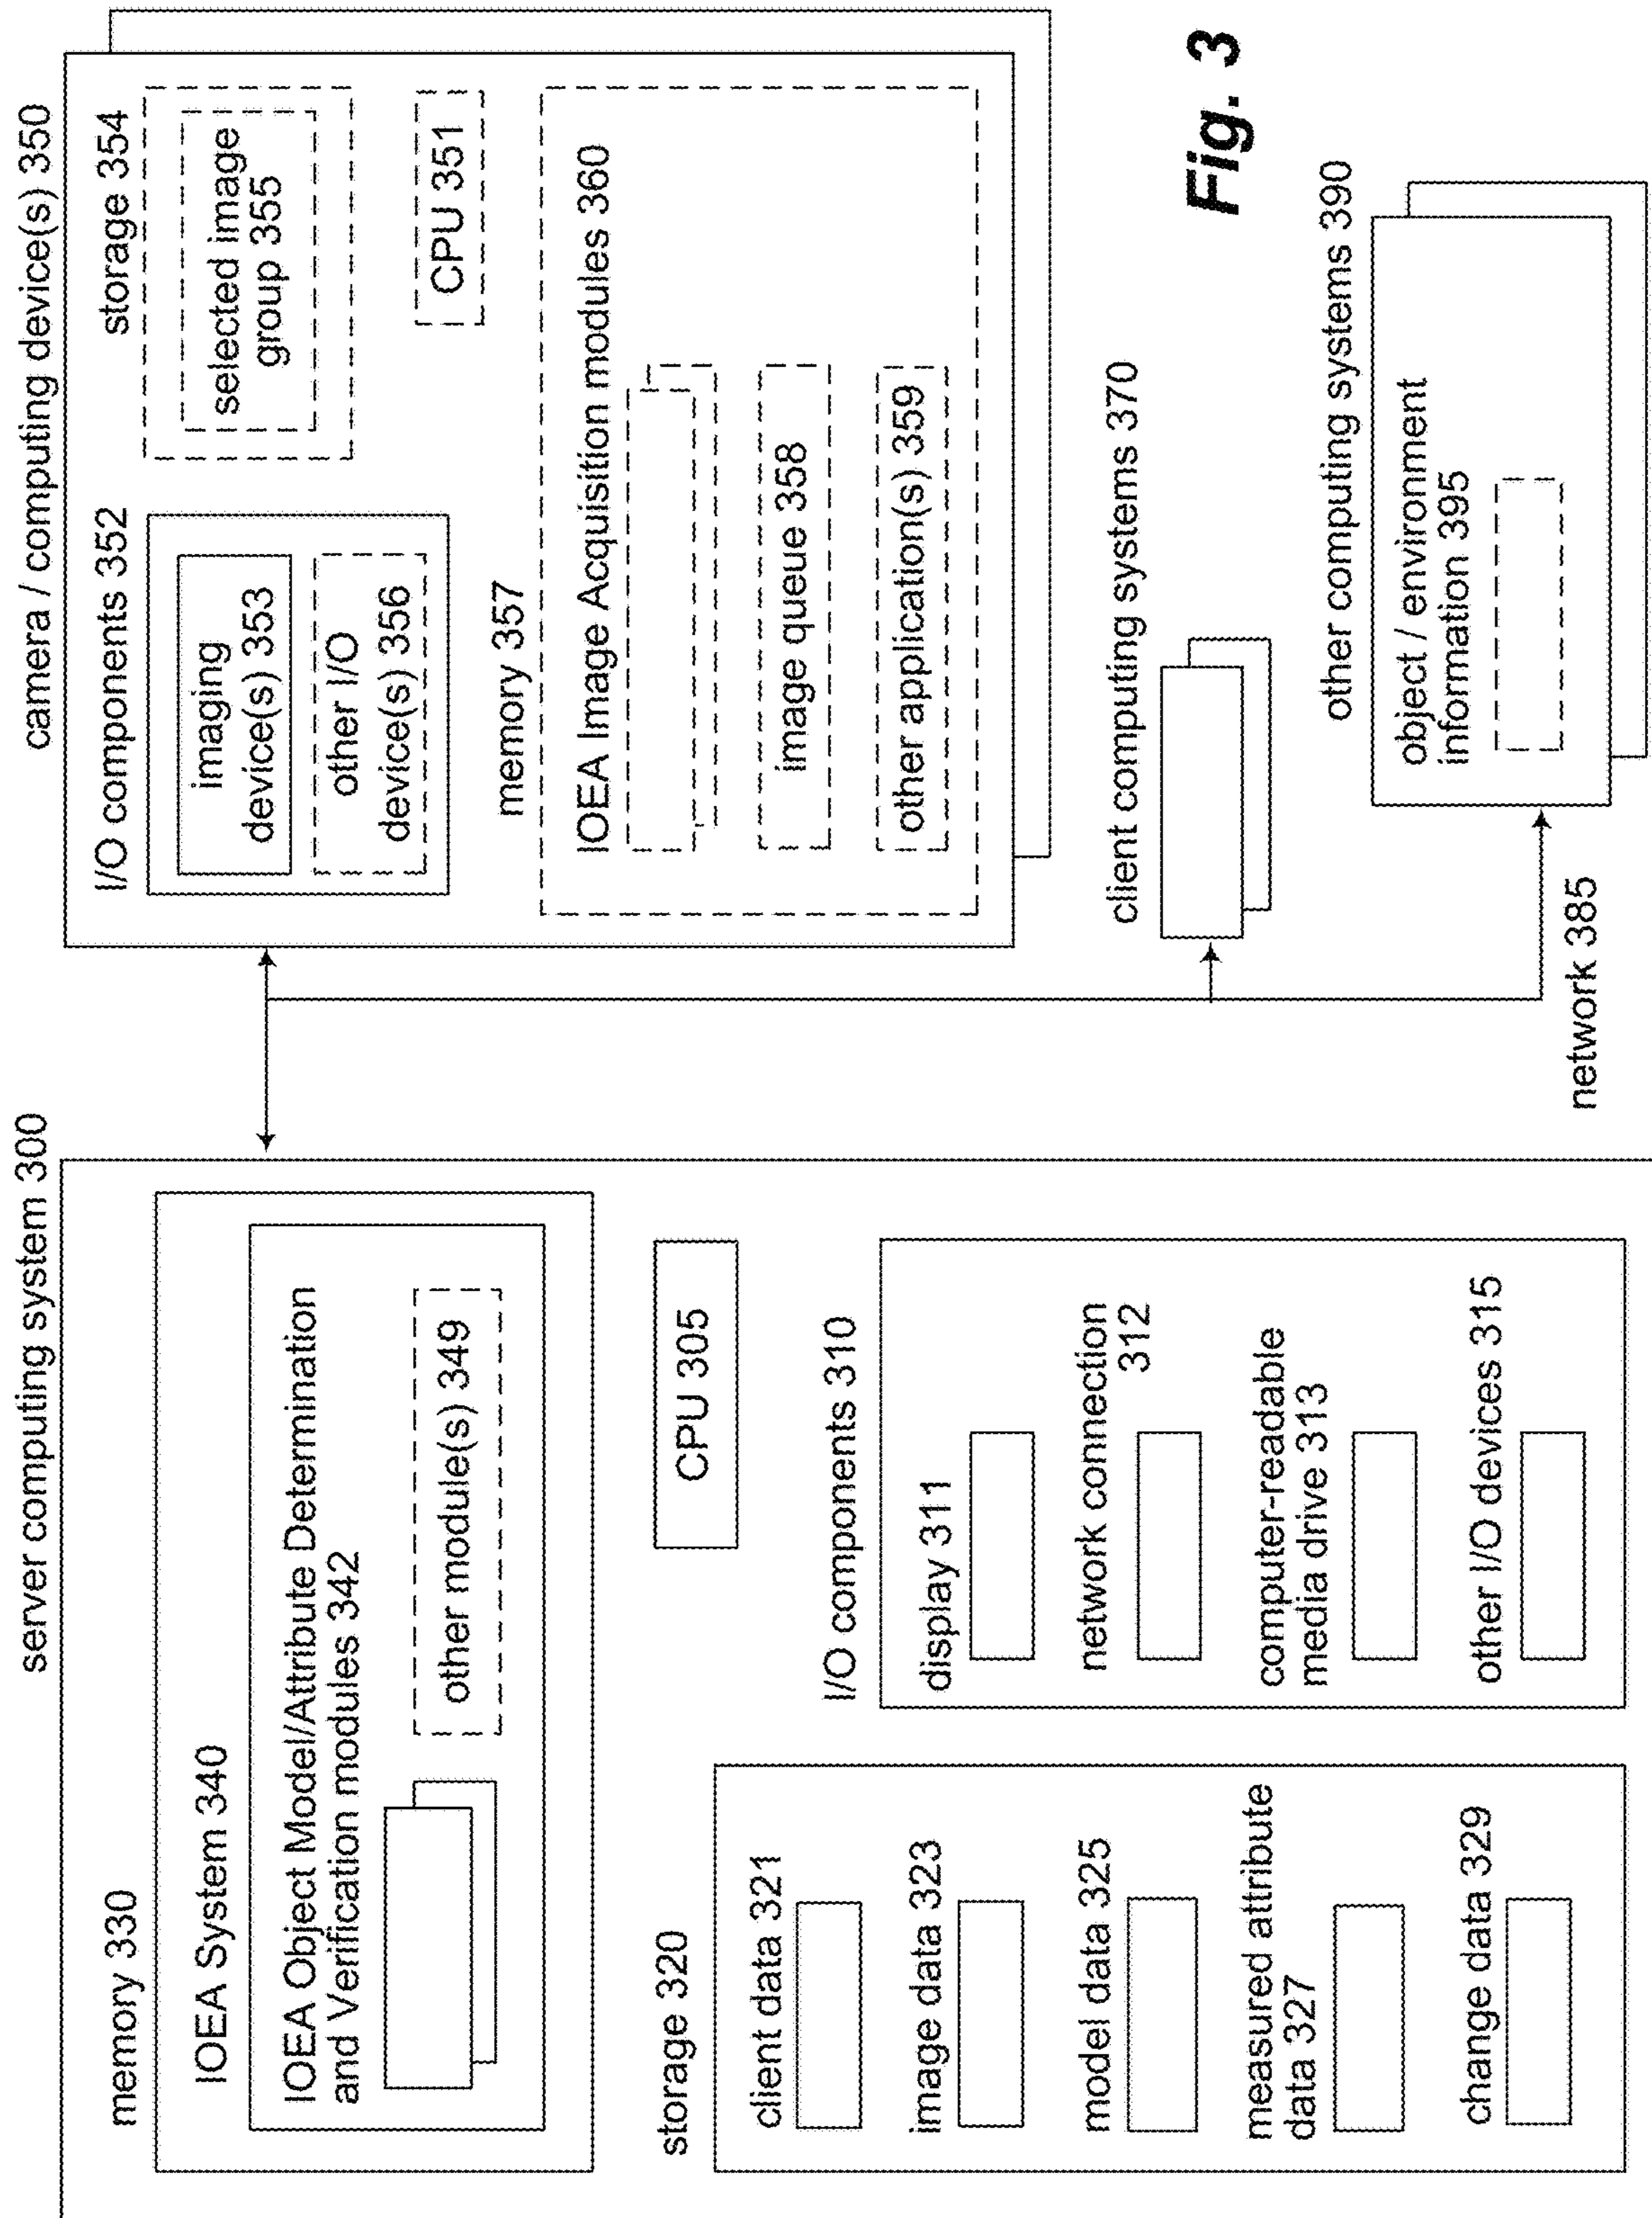 server computing system 300
memory 330
IOEA System 340
IOEA Object Model/Attribute Determination
and Verification modules 342
other module(s) 349
CPU 305
storage 320
client data 321
image data 323
model data 325
measured attribute
data 327
change data 329
I/O components 310
display 311
network connection
312
computer-readable
media drive 313
other I/O devices 315
camera / computing device(s) 350
I/O components 352
imaging
device(s) 353
other I/O
device(s) 356
storage 354
selected image
group 355
CPU 351
memory 357
IOEA Image Acquisition modules 360
image queue 358
other application(s) 359
client computing systems 370
other computing systems 390
object / environment
information 395
network 385
Fig. 3